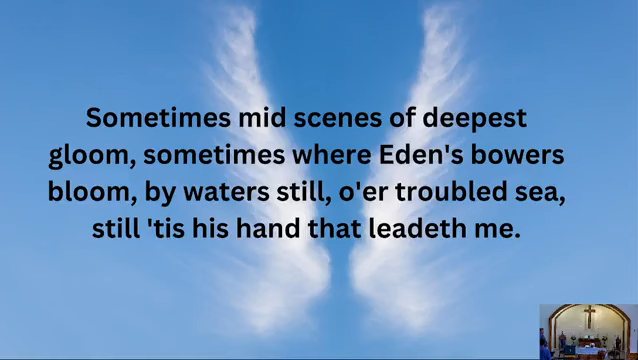 Sometimes mid scenes of deepest
gloom, sometimes where Eden's bowers
bloom, by waters still, o'er troubled sea,
still 'tis his hand that leadeth me.